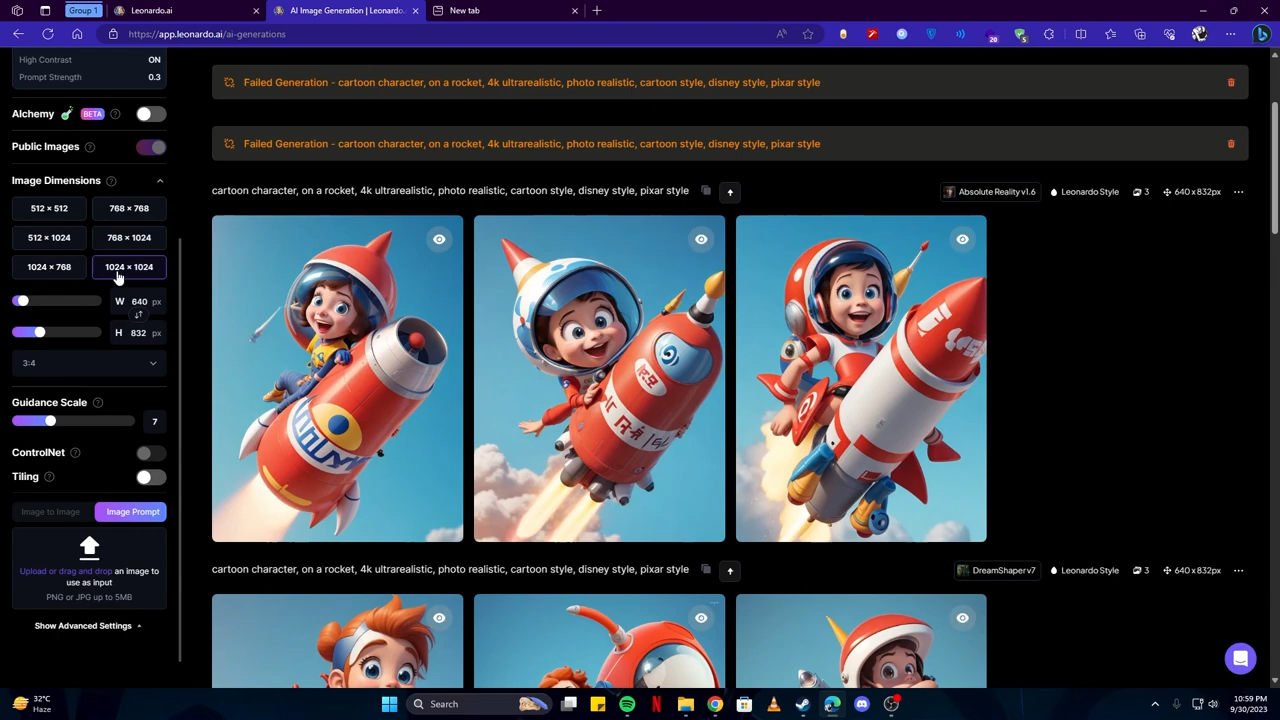 Group 1
Leonardo.ai
AI Image Generation | Leonardo.
New tab
https://app.leonardo.ai/ai-generations
20
5
High Contrast ON
Prompt Strength 0.3
Alchemy BETA
Public Images
Image Dimensions
512 × 512
768 × 768
512 × 1024
768 × 1024
1024 × 768
1024 × 1024
W 640 px
H 832 px
3:4
Guidance Scale
7
ControlNet
Tiling
Image to Image
Image Prompt
Upload or drag and drop an image to
use as input
PNG or JPG up to 5MB
Show Advanced Settings
Failed Generation - cartoon character, on a rocket, 4k ultrarealistic, photo realistic, cartoon style, disney style, pixar style
Failed Generation - cartoon character, on a rocket, 4k ultrarealistic, photo realistic, cartoon style, disney style, pixar style
cartoon character, on a rocket, 4k ultrarealistic, photo realistic, cartoon style, disney style, pixar style
Absolute Reality v1.6
Leonardo Style
3
640 x 832px
cartoon character, on a rocket, 4k ultrarealistic, photo realistic, cartoon style, disney style, pixar style
DreamShaper v7
Leonardo Style
3
640 x 832px
32°C
Haze
Search
10:59 PM
9/30/2023